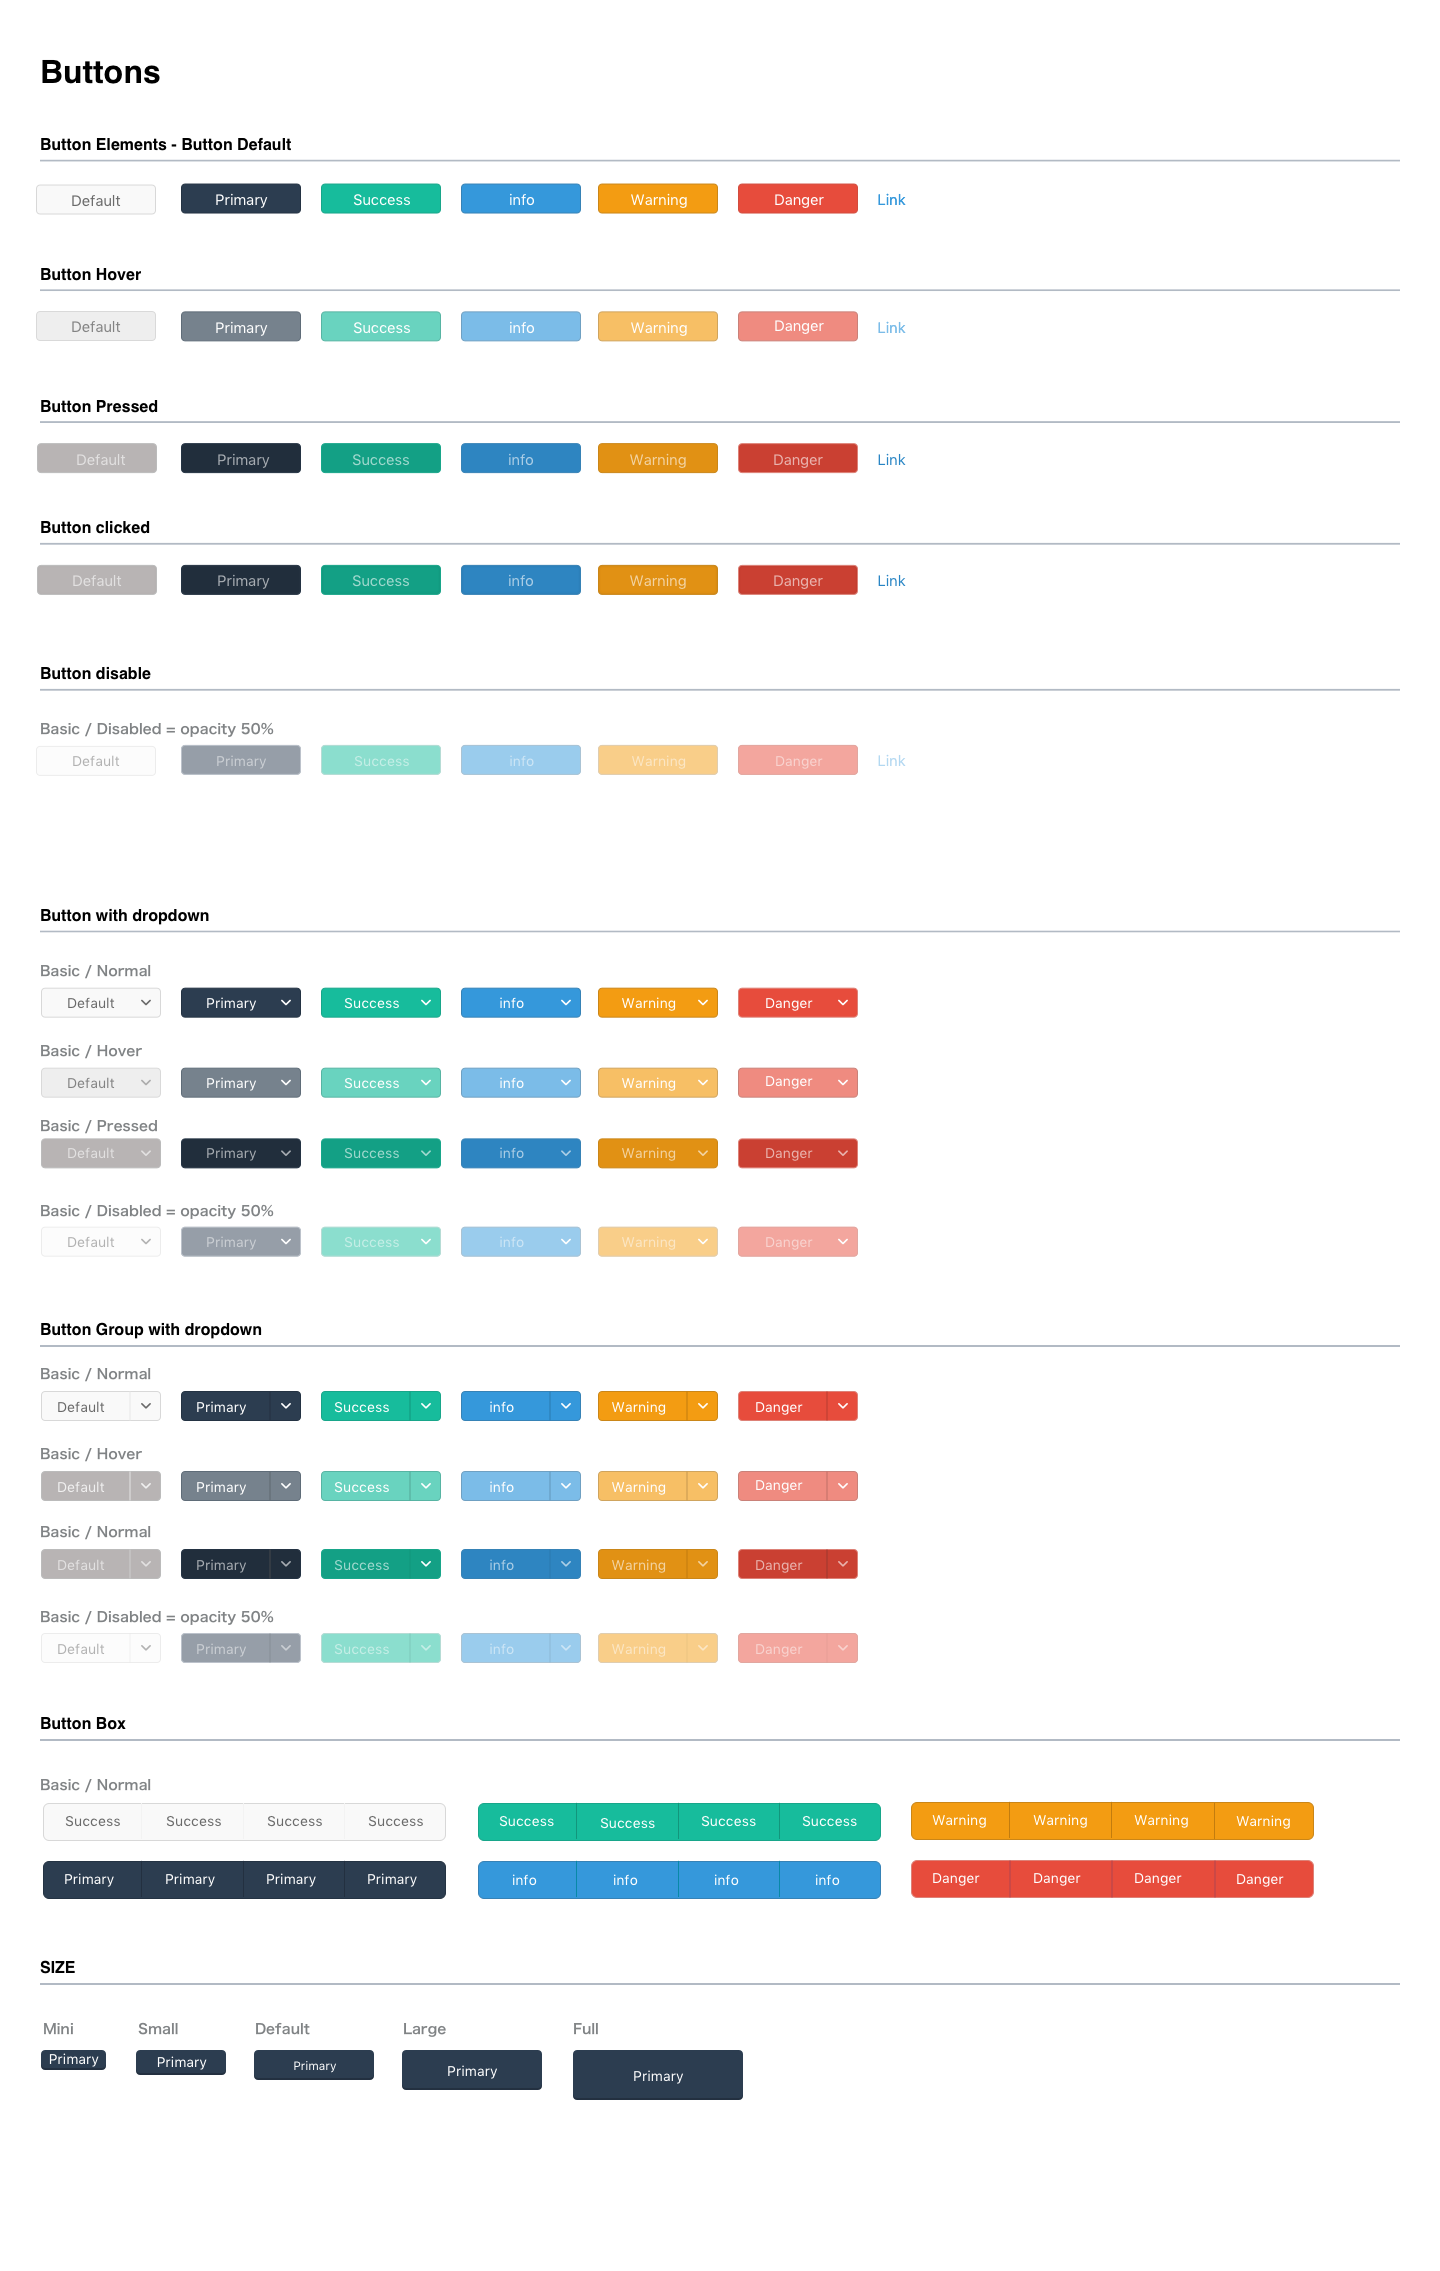 Buttons
Button Elements - Button Default
Default Primary Success info Warning Danger Link
Button Hover
Default Primary Success info Warning Danger Link
Button Pressed
Default Primary Success info Warning Danger Link
Button clicked
Default Primary Success info Warning Danger Link
Button disable
Basic / Disabled = opacity 50%
Default Primary Success info Warning Danger Link
Button with dropdown
Basic / Normal
Default Primary Success info Warning Danger
Basic / Hover
Default Primary Success info Warning Danger
Basic / Pressed
Default Primary Success info Warning Danger
Basic / Disabled = opacity 50%
Default Primary Success info Warning Danger
Button Group with dropdown
Basic / Normal
Default Primary Success info Warning Danger
Basic / Hover
Default Primary Success info Warning Danger
Basic / Normal
Default Primary Success info Warning Danger
Basic / Disabled = opacity 50%
Default Primary Success info Warning Danger
Button Box
Basic / Normal
Success Success Success Success Success Success Success Success Warning Warning Warning Warning
Primary Primary Primary Primary info info info info Danger Danger Danger Danger
SIZE
Mini Small Default Large Full
Primary Primary Primary Primary Primary